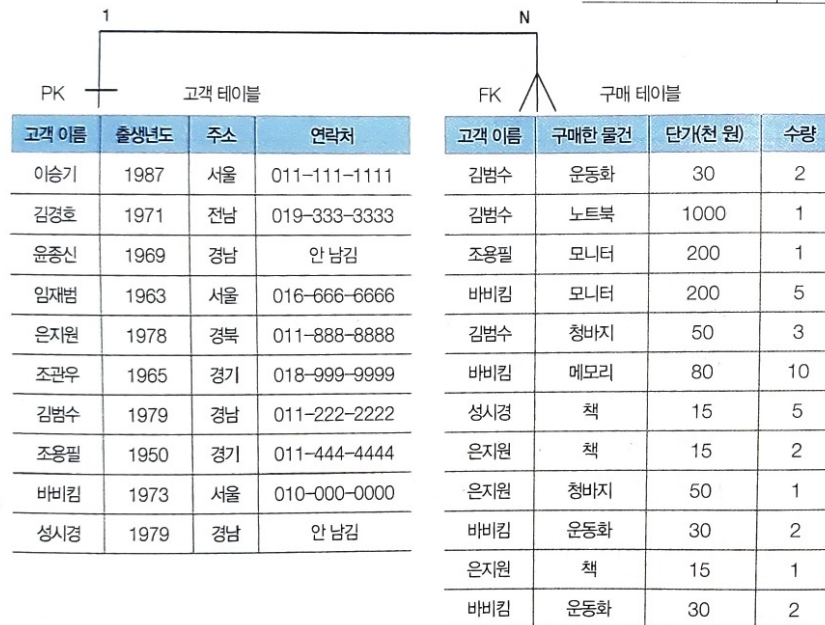 1 N
PK 고객 테이블
고객 이름 출생년도 주소 연락처
이승기 1987 서울 011-111-1111
김경호 1971 전남 019-333-3333
윤종신 1969 경남 안 남김
임재범 1963 서울 016-666-6666
은지원 1978 경북 011-888-8888
조관우 1965 경기 018-999-9999
김범수 1979 경남 011-222-2222
조용필 1950 경기 011-444-4444
바비킴 1973 서울 010-000-0000
성시경 1979 경남 안 남김
FK 구매 테이블
고객 이름 구매한 물건 단가(천 원) 수량
김범수 운동화 30 2
김범수 노트북 1000 1
조용필 모니터 200 1
바비킴 모니터 200 5
김범수 청바지 50 3
바비킴 메모리 80 10
성시경 책 15 5
은지원 책 15 2
은지원 청바지 50 1
바비킴 운동화 30 2
은지원 책 15 1
바비킴 운동화 30 2